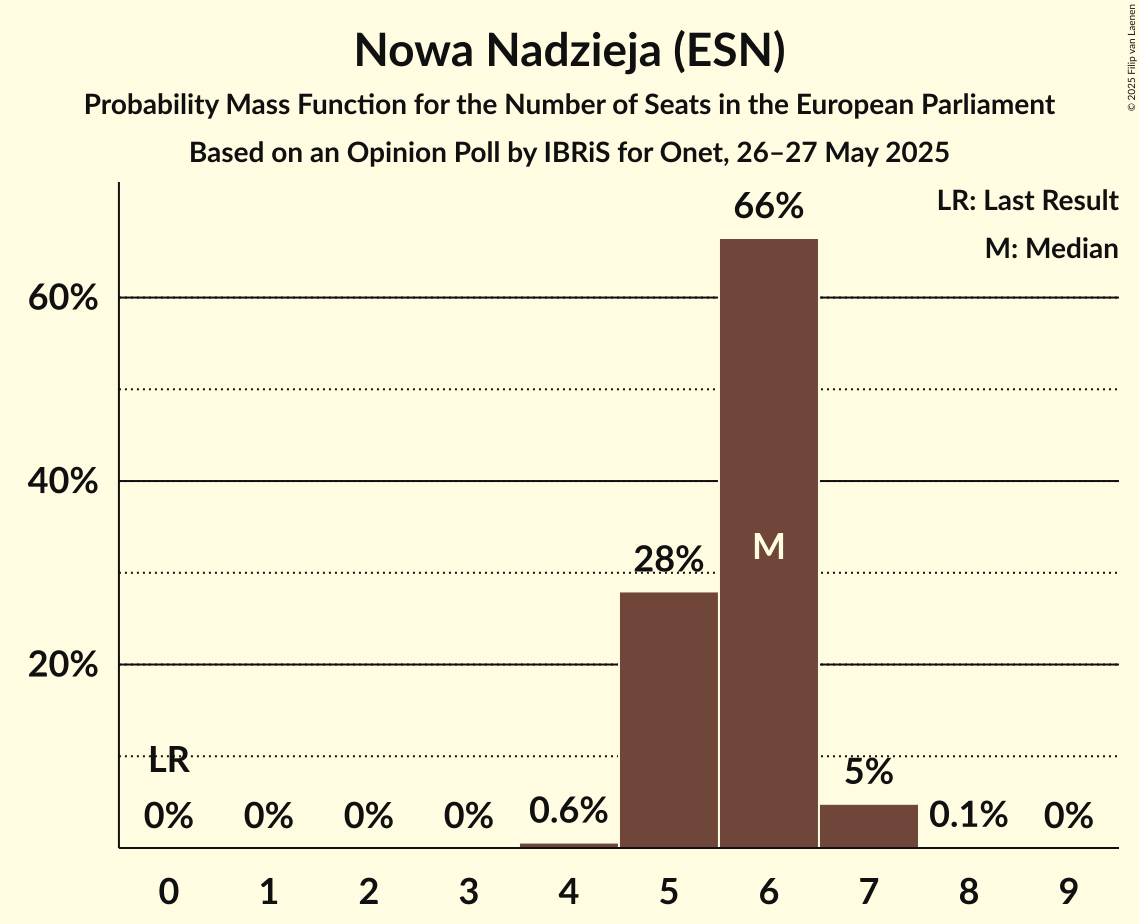 Nowa Nadzieja (ESN)
Probability Mass Function for the Number of Seats in the European Parliament
Based on an Opinion Poll by IBRiS for Onet, 26–27 May 2025
© 2025 Filip van Laenen
LR: Last Result
M: Median
66%
60%
40%
28%
M
20%
LR
5%
0% 0% 0% 0% 0.6% 0.1% 0%
0 1 2 3 4 5 6 7 8 9